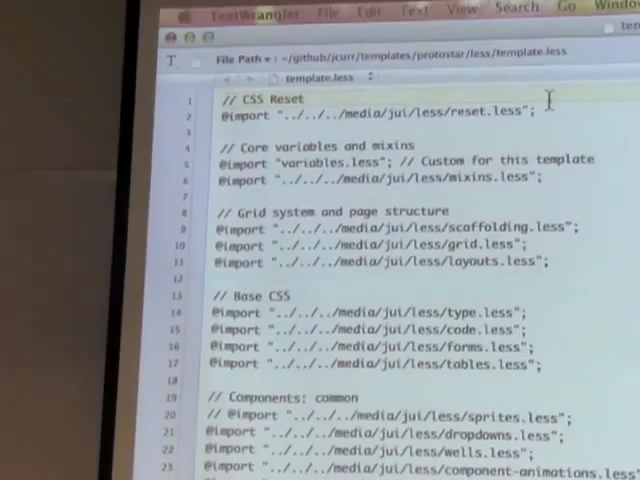 TextWrangler File Edit Text View Search Go Window
tem
File Path ▾ : ~/github/jcurr/templates/protostar/less/template.less
template.less
1 // CSS Reset
2 @import "../../../media/jui/less/reset.less";
3
4 // Core variables and mixins
5 @import "variables.less"; // Custom for this template
6 @import "../../../media/jui/less/mixins.less";
7
8 // Grid system and page structure
9 @import "../../../media/jui/less/scaffolding.less";
10 @import "../../../media/jui/less/grid.less";
11 @import "../../../media/jui/less/layouts.less";
12
13 // Base CSS
14 @import "../../../media/jui/less/type.less";
15 @import "../../../media/jui/less/code.less";
16 @import "../../../media/jui/less/forms.less";
17 @import "../../../media/jui/less/tables.less";
18
19 // Components: common
20 // @import "../../../media/jui/less/sprites.less";
21 @import "../../../media/jui/less/dropdowns.less";
22 @import "../../../media/jui/less/wells.less";
23 @import "../../../media/jui/less/component-animations.less"